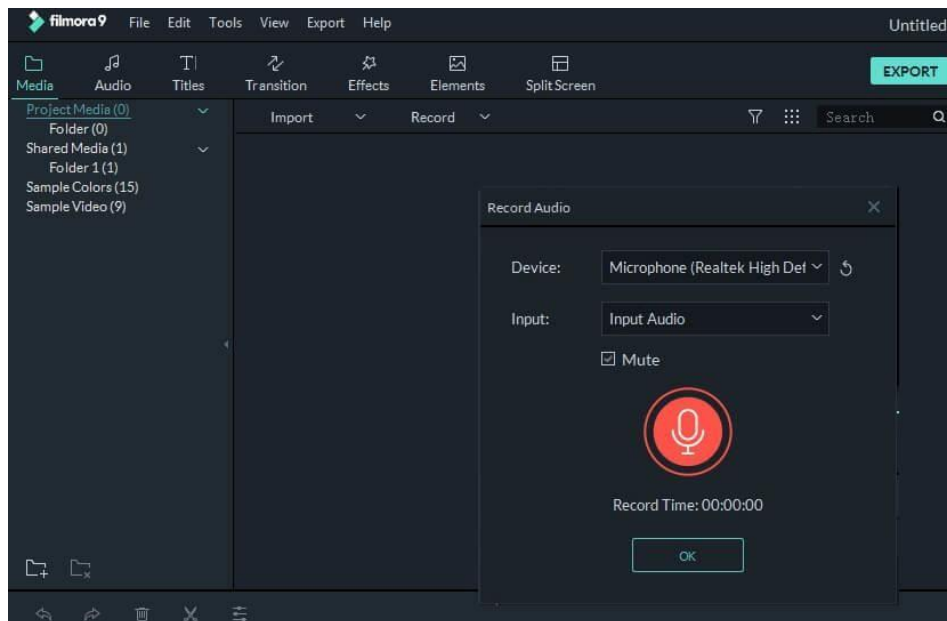 filmora9 File Edit Tools View Export Help Untitled
Media Audio Titles Transition Effects Elements Split Screen EXPORT
Project Media (0) Import Record Search
Folder (0)
Shared Media (1)
Folder 1 (1)
Sample Colors (15)
Sample Video (9)
Record Audio
Device: Microphone (Realtek High Def
Input: Input Audio
Mute
Record Time: 00:00:00
OK